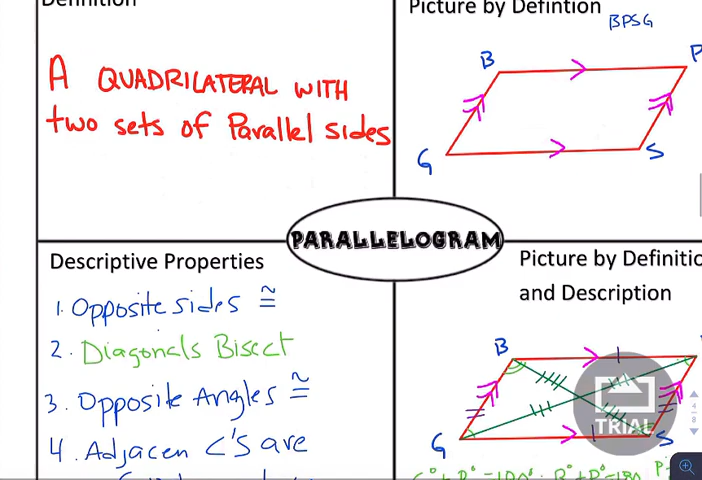 Definition
A QUADRILATERAL WITH
two sets of Parallel sides
Picture by Defintion
BPSG
B
P
G
S
PARALLELOGRAM
Descriptive Properties
1. Opposite sides ≅
2. Diagonals Bisect
3. Opposite Angles ≅
4. Adjacen <'s are
Picture by Definitio
and Description
B
G
S
TRIAL